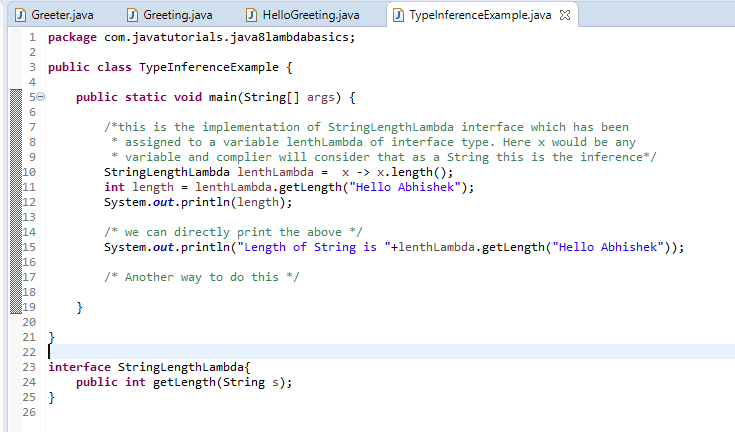 Greeter.java Greeting.java HelloGreeting.java TypeInferenceExample.java
1 package com.javatutorials.java8lambdabasics;
2
3 public class TypeInferenceExample {
4
5     public static void main(String[] args) {
6
7         /*this is the implementation of StringLengthLambda interface which has been
8          * assigned to a variable lenthLambda of interface type. Here x would be any
9          * variable and complier will consider that as a String this is the inference*/
10         StringLengthLambda lenthLambda =  x -> x.length();
11         int length = lenthLambda.getLength("Hello Abhishek");
12         System.out.println(length);
13
14         /* we can directly print the above */
15         System.out.println("Length of String is "+lenthLambda.getLength("Hello Abhishek"));
16
17         /* Another way to do this */
18
19     }
20
21 }
22
23 interface StringLengthLambda{
24     public int getLength(String s);
25 }
26